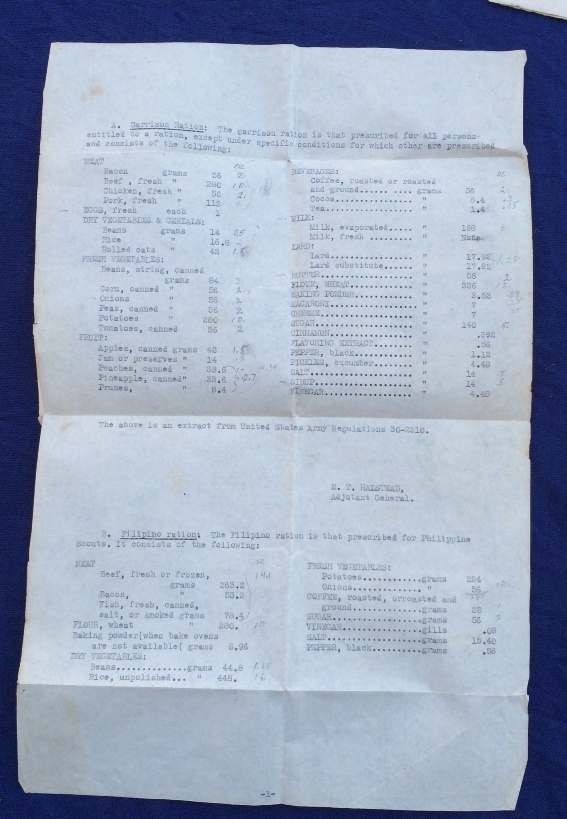 A. Garrison Ration: The garrison ration is that prescribed for all persons
entitled to a ration, except under specific conditions for which other are prescribed
and consists of the following:
MEAT
Bacon grams 56
Beef, fresh " 280
Chicken, fresh " 56
Pork, fresh " 112
EGGS, fresh each 1
DRY VEGETABLES & CEREALS:
Beans grams 14
Rice " 16.8
Rolled oats " 42
FRESH VEGETABLES:
Beans, string, canned
grams 84
Corn, canned " 56
Onions " 56
Peas, canned " 56
Potatoes " 280
Tomatoes, canned 56
FRUIT:
Apples, canned grams 42
Jam or preserves " 14
Peaches, canned " 33.6
Pineapple, canned" 33.6
Prunes, " 8.4
BEVERAGES:
Coffee, roasted or roasted
and ground............ grams 56
Cocoa.................. " 8.4
Tea.................... " 1.4
MILK:
Milk, evaporated..... "
Milk, fresh ......... "
LARD:
Lard................... "
Lard substitute........ " 17.92
BUTTER.................... "
FLOUR, WHEAT.............. " 336
BAKING POWDER............. " 2.52
MACARONI.................. " 7
CHEESE.................... " 7
SUGAR..................... " 140
CINNAMON.................. "
FLAVORING EXTRACT......... "
PEPPER, black............. " 1.12
PICKLES, cucumber......... " 4.48
SALT...................... " 14
SIRUP..................... " 14
VINEGAR................... " 4.48
The above is an extract from United States Army Regulations 30-2210.
M. T. HALSTEAD,
Adjutant General.
B. Filipino ration: The Filipino ration is that prescribed for Philippine
Scouts. It consists of the following:
MEAT
Beef, fresh or frozen,
grams 263.2
Bacon, " 33.2
Fish, fresh, canned,
salt, or smoked grams 78.4
FLOUR, wheat " 280.
Baking powder(when bake ovens
are not available( grams 8.96
DRY VEGETABLES:
Beans..............grams 44.8
Rice, unpolished... " 448.
FRESH VEGETABLES:
Potatoes............grams 224
Onions.............. " 56
COFFEE, roasted, unroasted and
ground..............grams 28
SUGAR..................grams 56
VINEGAR................gills .08
SALT...................grams
PEPPER, black..........grams .56
-3-